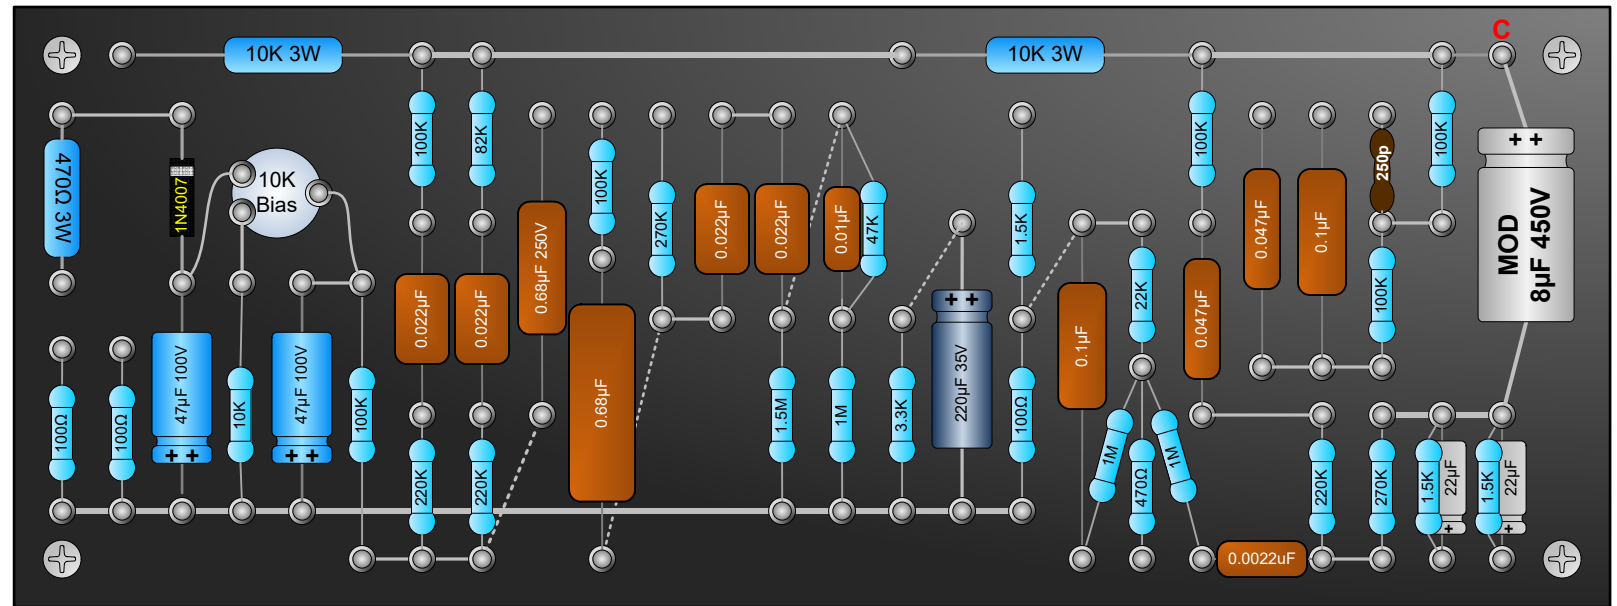 C
10K 3W
10K 3W
470Ω 3W
1N4007
10K
Bias
100K
82K
0.68µF 250V
100K
270K
0.022µF
0.022µF
0.01µF
47K
1.5K
100K
0.047µF
0.1µF
250p
100K
++
MOD
8µF 450V
100Ω
100Ω
47µF 100V
++
10K
47µF 100V
++
100K
0.022µF
0.022µF
220K
220K
0.68µF
1.5M
1M
3.3K
++
220µF 35V
100Ω
0.1µF
22K
1M
470Ω
1M
0.047µF
0.0022uF
220K
100K
270K
1.5K
22µF
+
1.5K
22µF
+